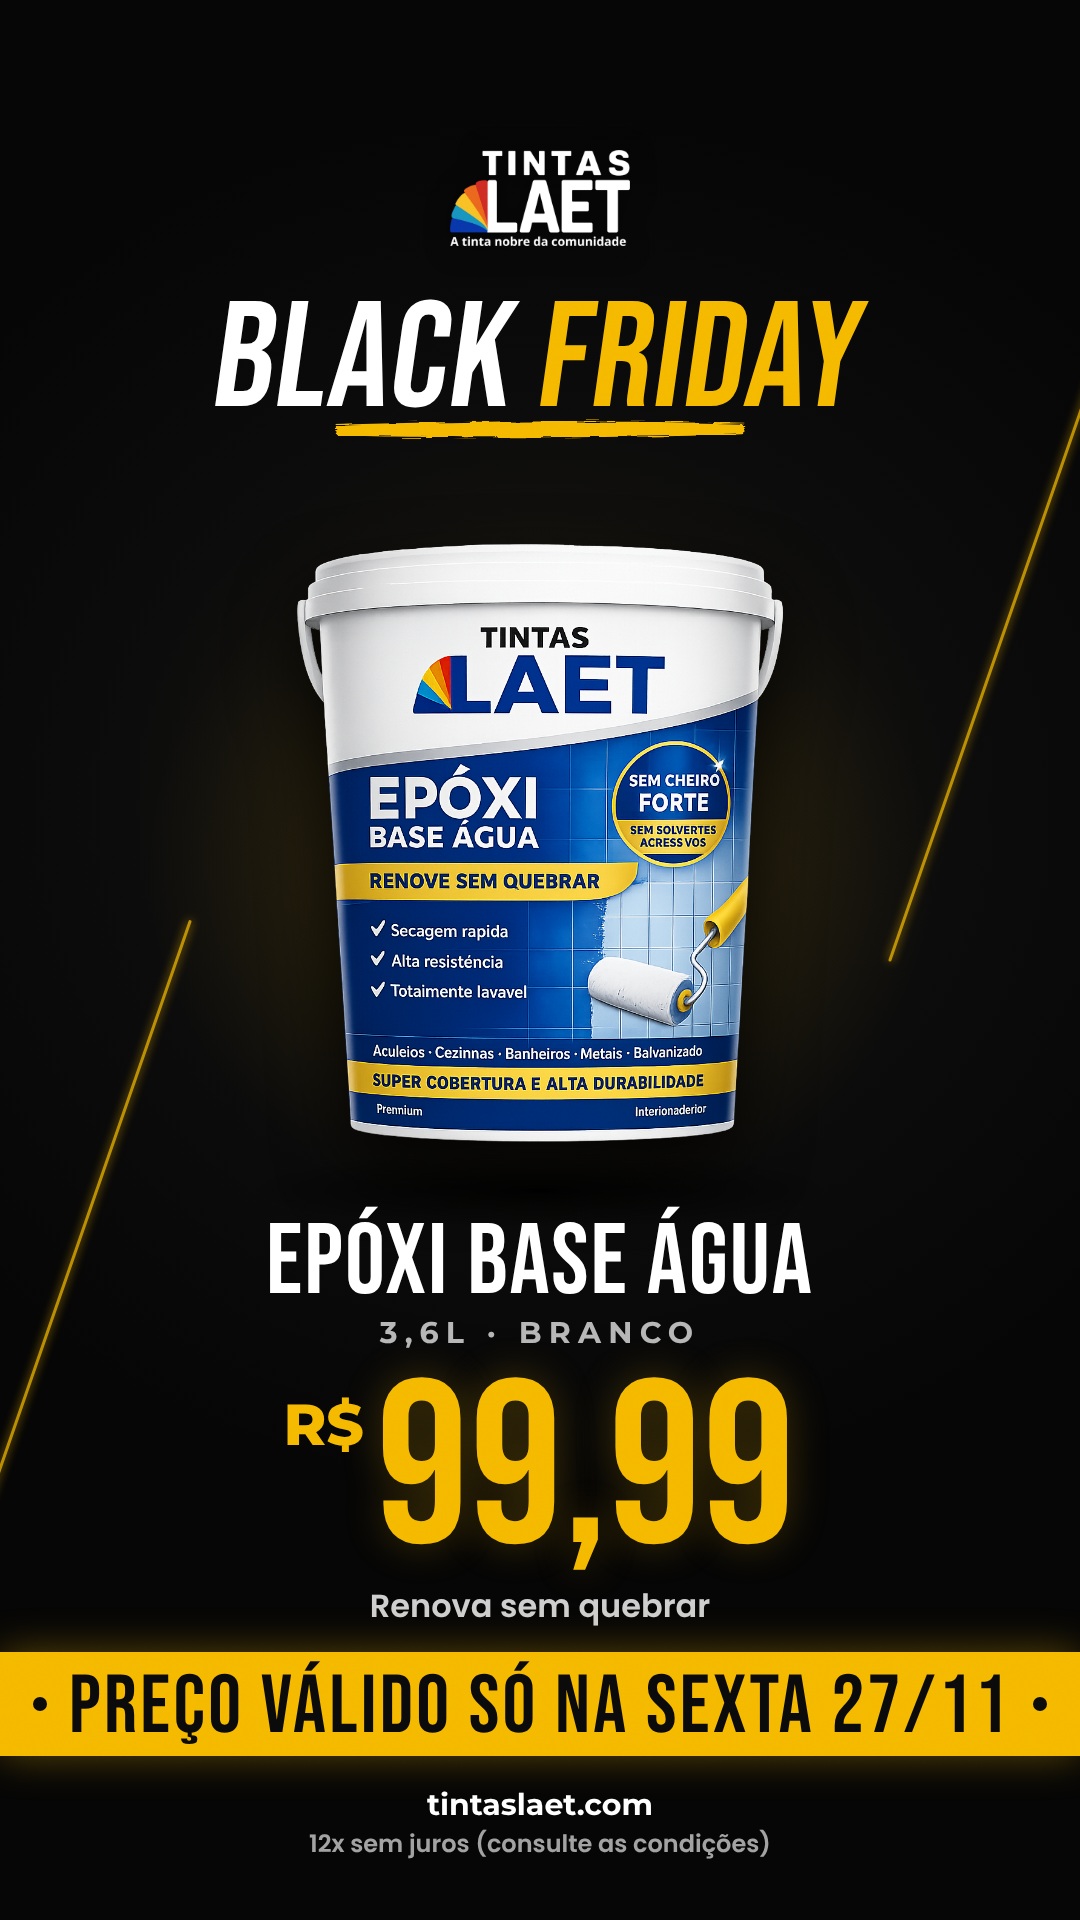 TINTAS
LAET
A tinta nobre da comunidade
BLACK FRIDAY
TINTAS
LAET
EPÓXI
BASE ÁGUA
SEM CHEIRO
FORTE
SEM SOLVERTES
ACRESS VOS
RENOVE SEM QUEBRAR
Secagem rapida
Alta resisténcia
Totaimente lavavel
Aculeios · Cezinnas · Banheiros · Metais · Balvanizado
SUPER COBERTURA E ALTA DURABILIDADE
Prennium
Interionaderior
EPÓXI BASE ÁGUA
3,6L · BRANCO
R$ 99,99
Renova sem quebrar
• PREÇO VÁLIDO SÓ NA SEXTA 27/11 •
tintaslaet.com
12x sem juros (consulte as condições)